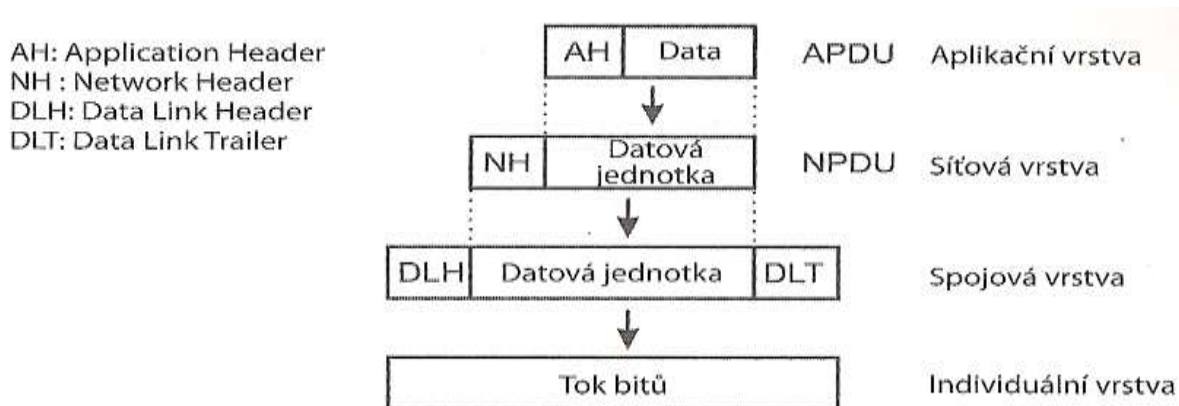 AH: Application Header
NH : Network Header
DLH: Data Link Header
DLT: Data Link Trailer
AH Data APDU Aplikační vrstva
NH Datová jednotka NPDU Síťová vrstva
DLH Datová jednotka DLT Spojová vrstva
Tok bitů Individuální vrstva